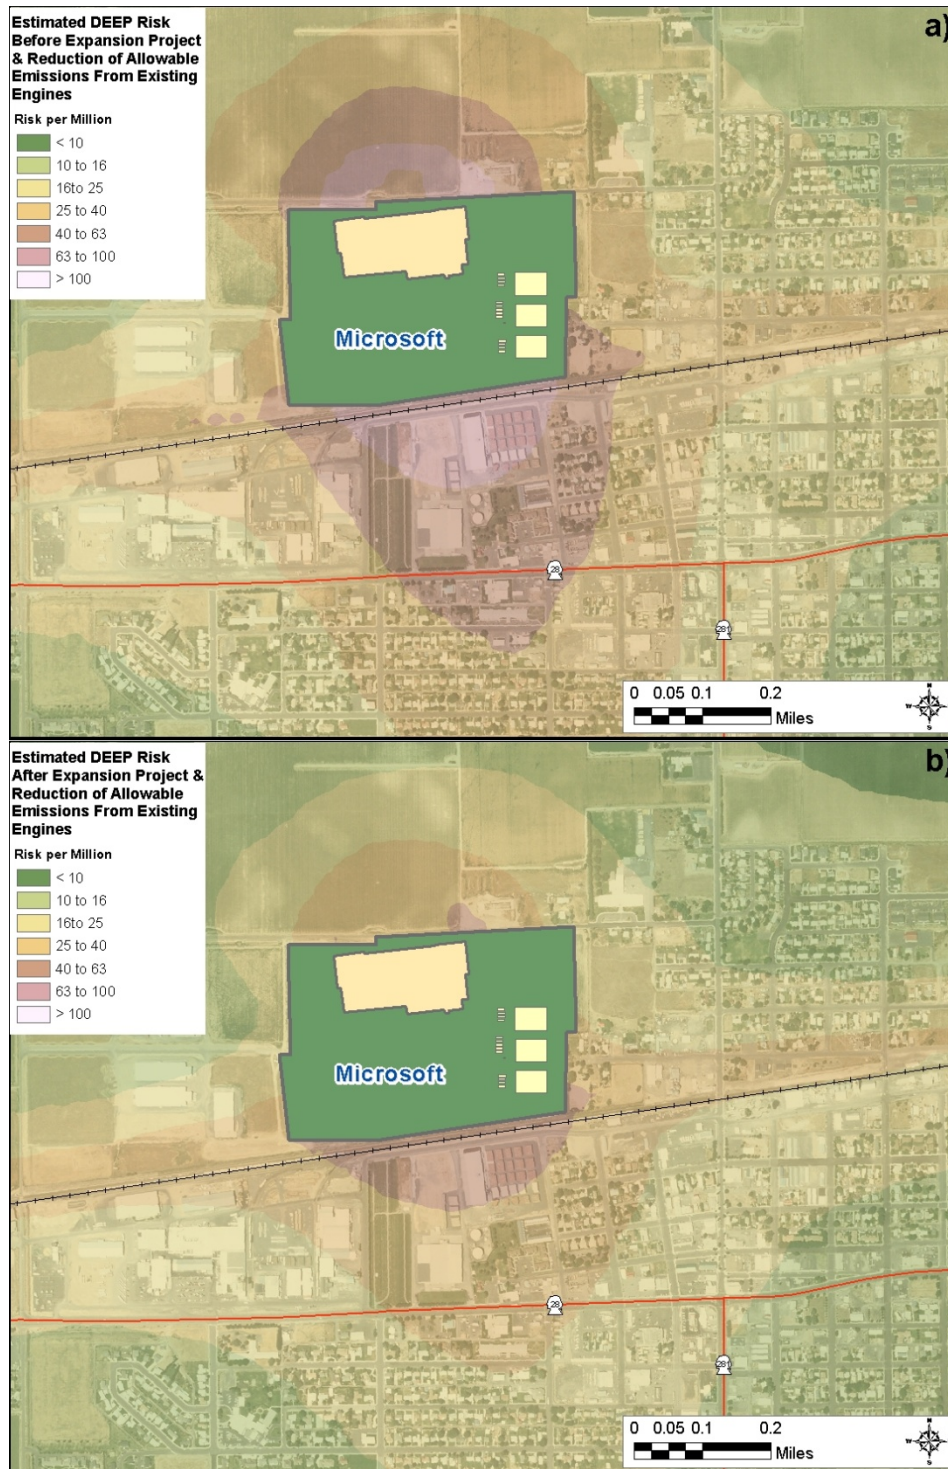 Estimated DEEP Risk
Before Expansion Project
& Reduction of Allowable
Emissions From Existing
Engines
a)
Risk per Million
< 10
10 to 16
16to 25
25 to 40
40 to 63
63 to 100
> 100
Microsoft
28
281
0 0.05 0.1 0.2
Miles
N
W E
S
Estimated DEEP Risk
After Expansion Project &
Reduction of Allowable
Emissions From Existing
Engines
b)
Risk per Million
< 10
10 to 16
16to 25
25 to 40
40 to 63
63 to 100
> 100
Microsoft
28
281
0 0.05 0.1 0.2
Miles
N
W E
S